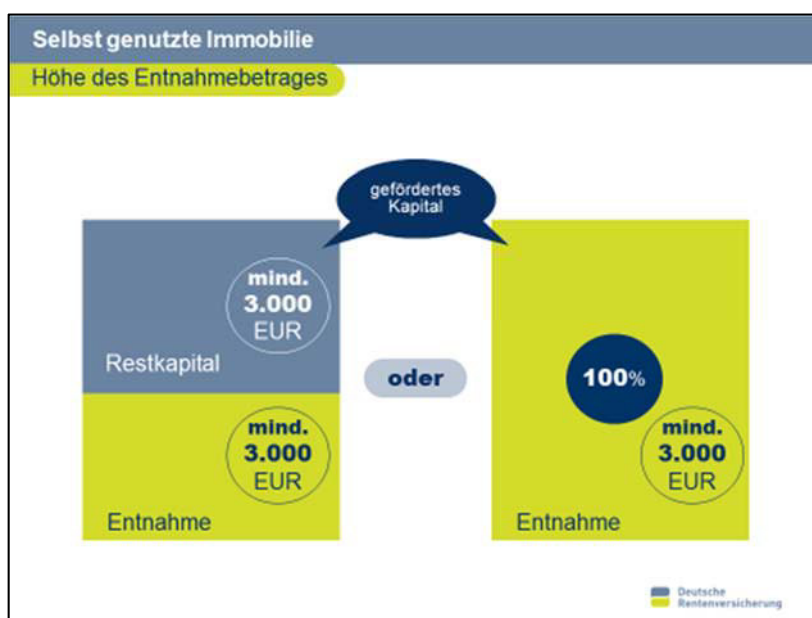 Selbst genutzte Immobilie
Höhe des Entnahmebetrages
gefördertes
Kapital
mind.
3.000
EUR
Restkapital
mind.
3.000
EUR
Entnahme
oder
100%
mind.
3.000
EUR
Entnahme
Deutsche
Rentenversicherung